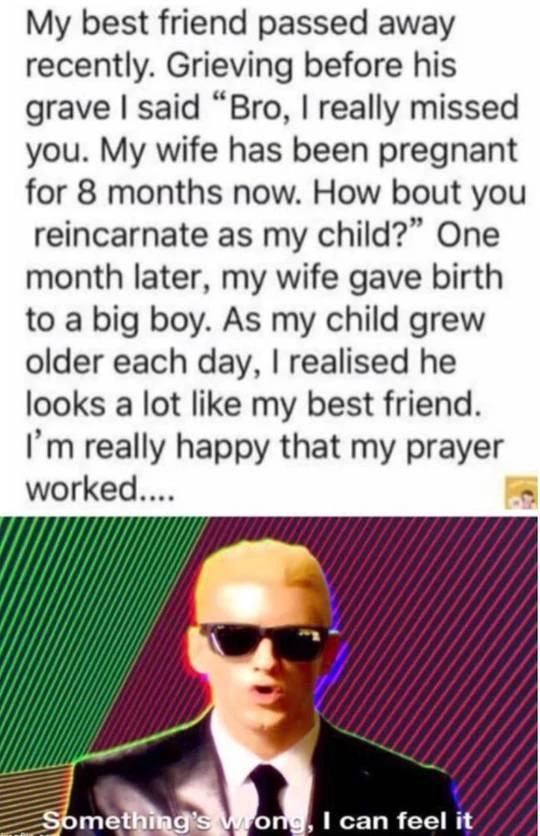 My best friend passed away
recently. Grieving before his
grave I said “Bro, I really missed
you. My wife has been pregnant
for 8 months now. How bout you
reincarnate as my child?” One
month later, my wife gave birth
to a big boy. As my child grew
older each day, I realised he
looks a lot like my best friend.
I’m really happy that my prayer
worked....
Something's wrong, I can feel it